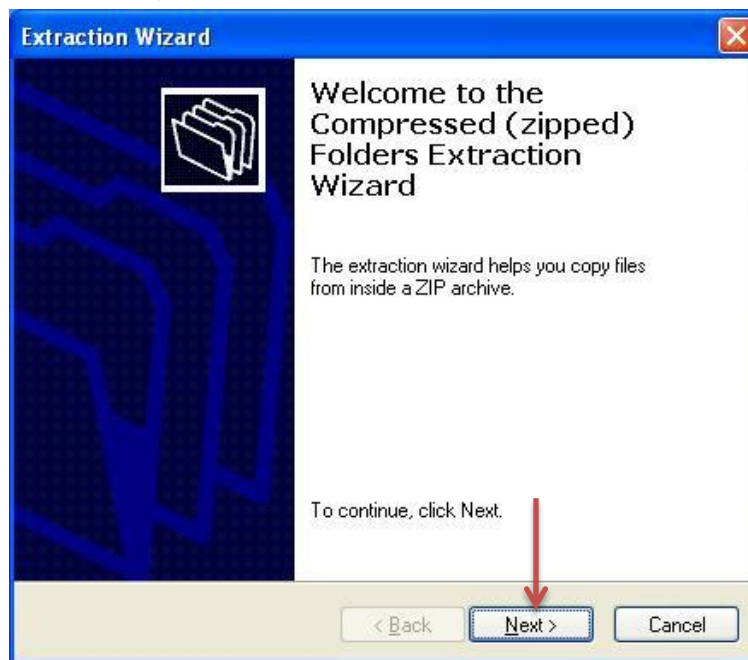 Extraction Wizard
Welcome to the
Compressed (zipped)
Folders Extraction
Wizard
The extraction wizard helps you copy files
from inside a ZIP archive.
To continue, click Next.
< Back Next > Cancel